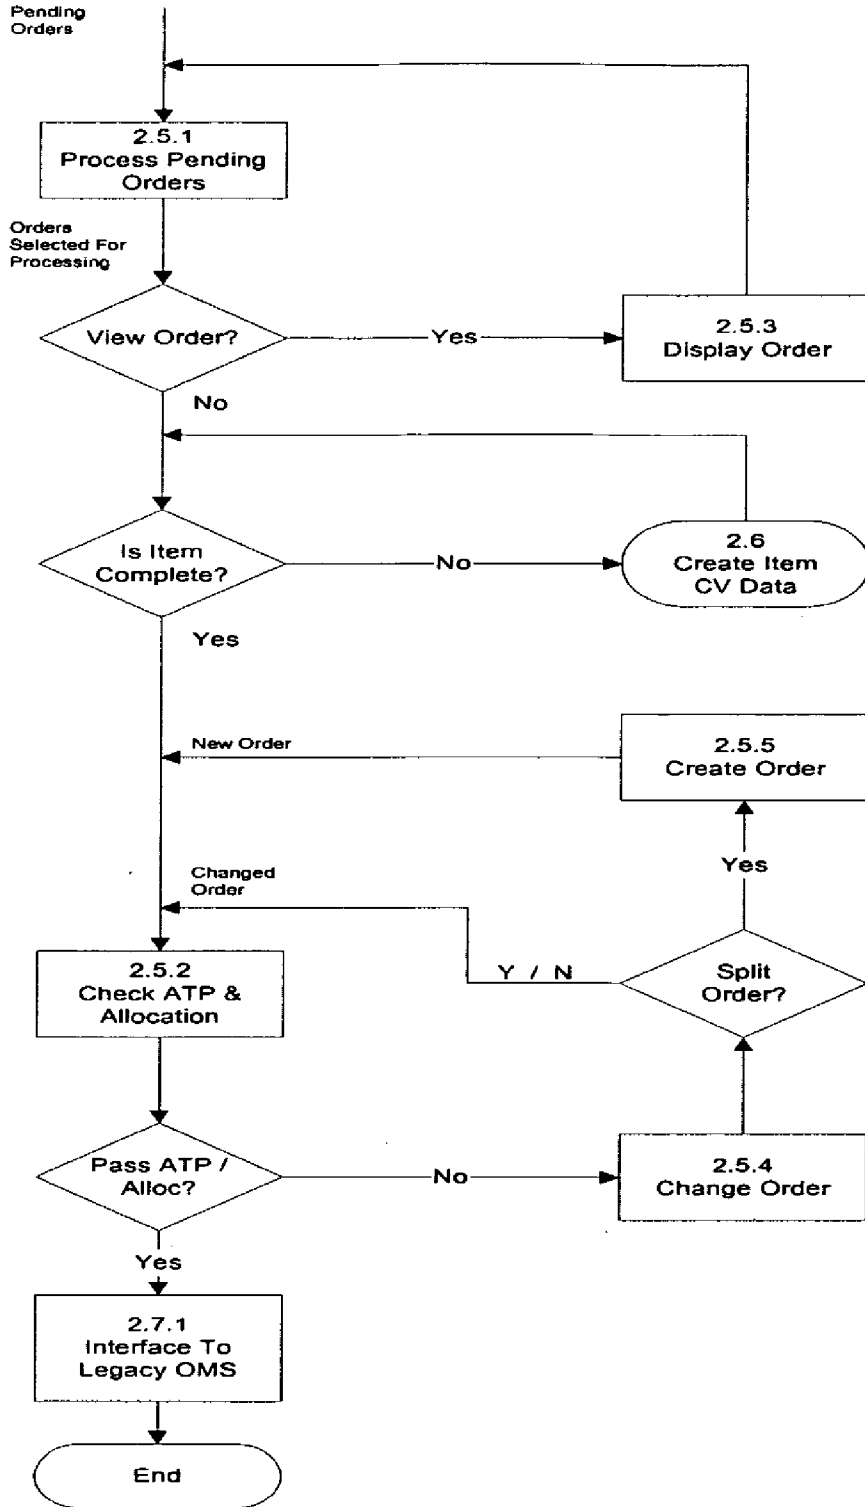 Pending
Orders
2.5.1
Process Pending
Orders
Orders
Selected For
Processing
View Order?
Yes
2.5.3
Display Order
No
Is Item
Complete?
No
2.6
Create Item
CV Data
Yes
New Order
2.5.5
Create Order
Yes
Changed
Order
2.5.2
Check ATP &
Allocation
Y / N
Split
Order?
Pass ATP /
Alloc?
No
2.5.4
Change Order
Yes
2.7.1
Interface To
Legacy OMS
End